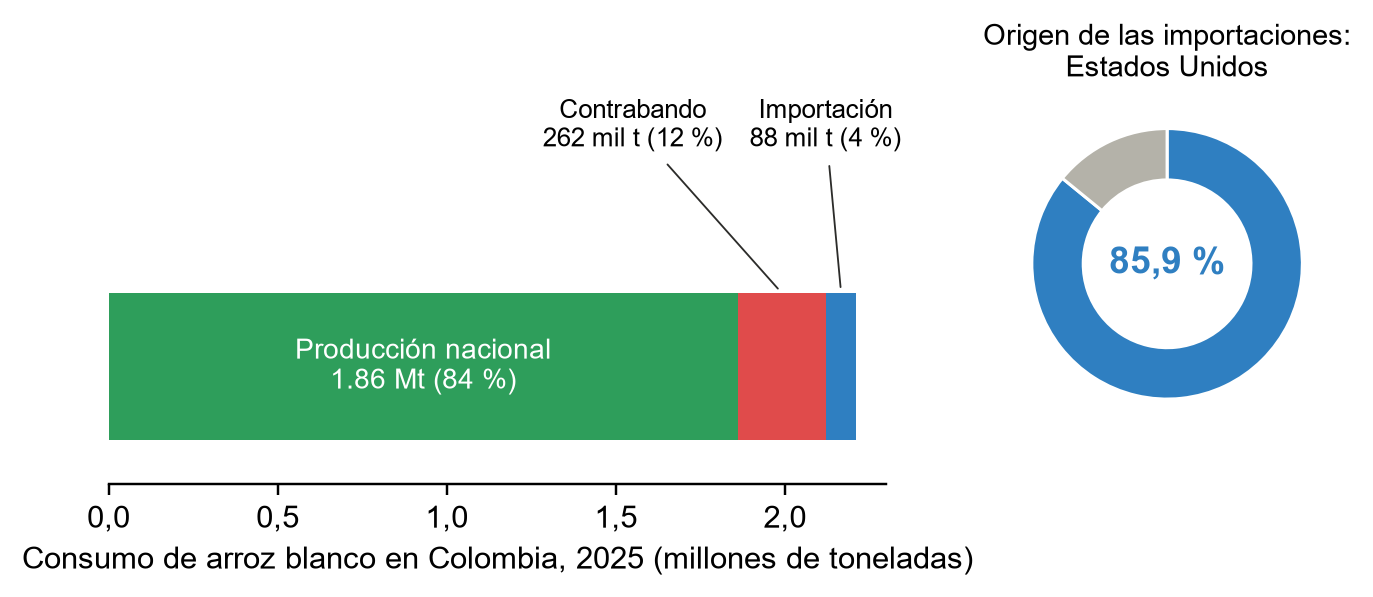 Origen de las importaciones:
Estados Unidos
Contrabando
262 mil t (12 %)
Importación
88 mil t (4 %)
85,9 %
Producción nacional
1.86 Mt (84 %)
0,0
0,5
1,0
1,5
2,0
Consumo de arroz blanco en Colombia, 2025 (millones de toneladas)